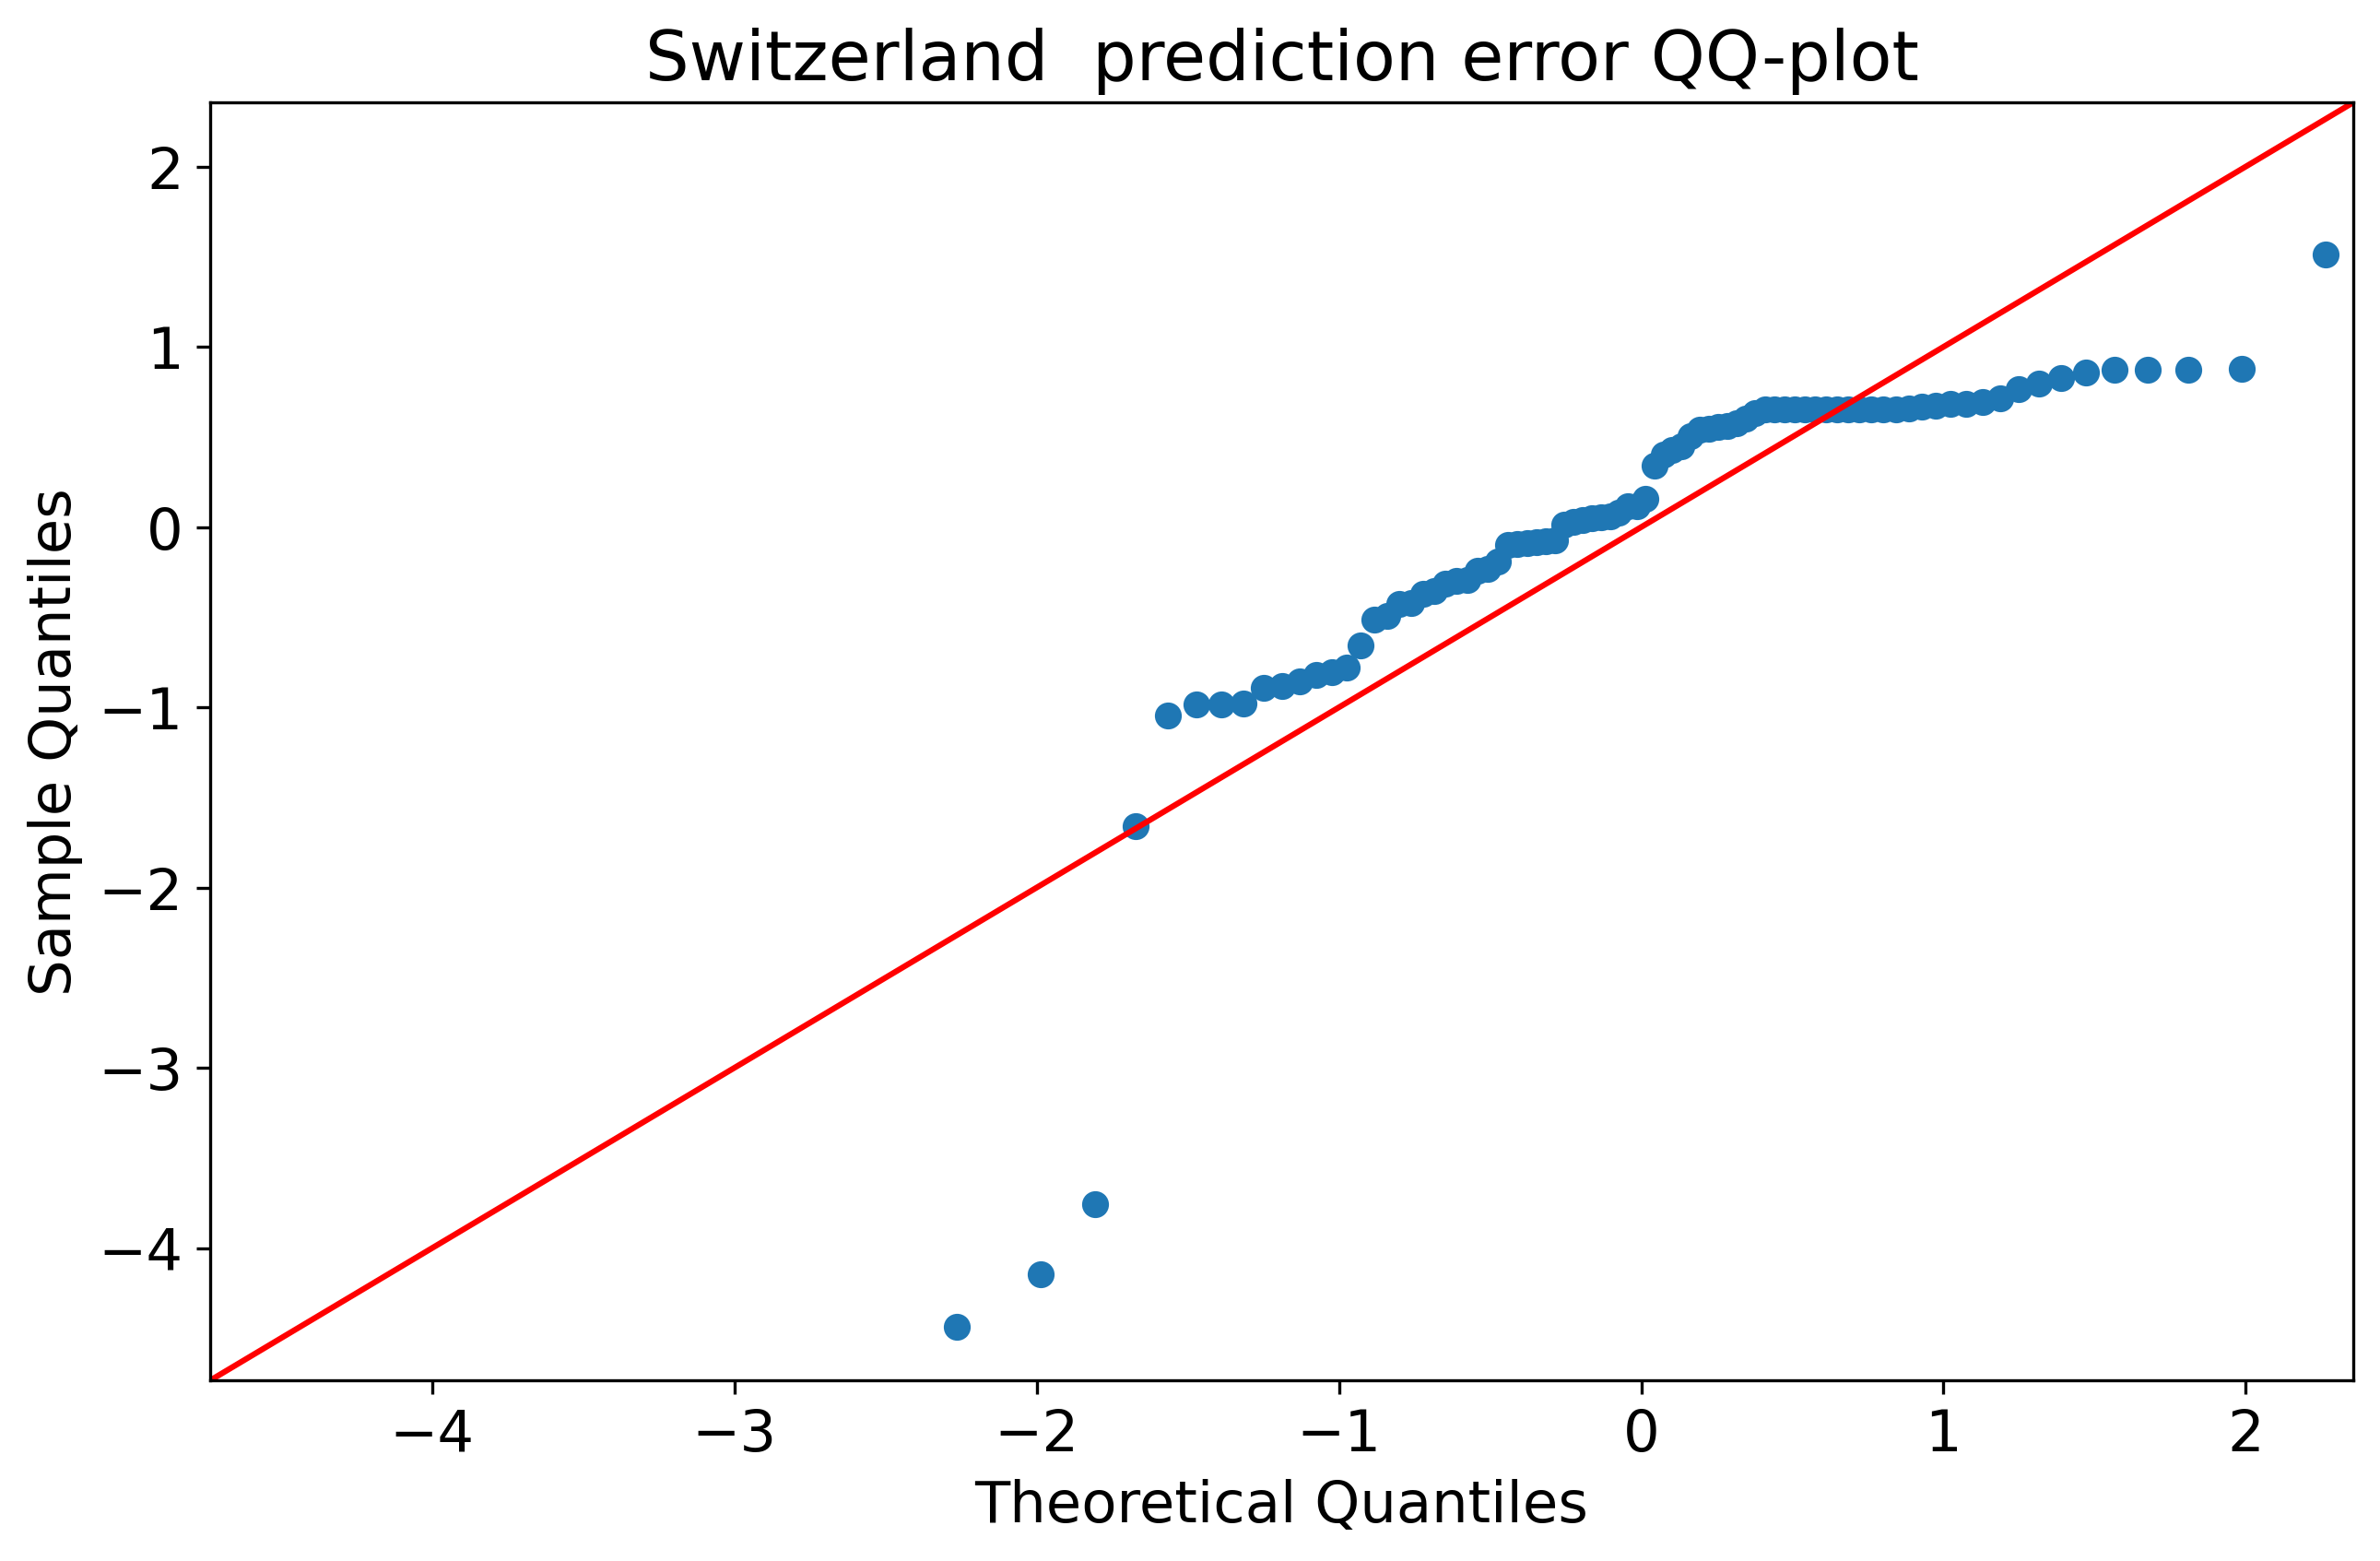 Switzerland  prediction error QQ-plot
2
1
0
−1
−2
−3
−4
Sample Quantiles
−4 −3 −2 −1 0 1 2
Theoretical Quantiles